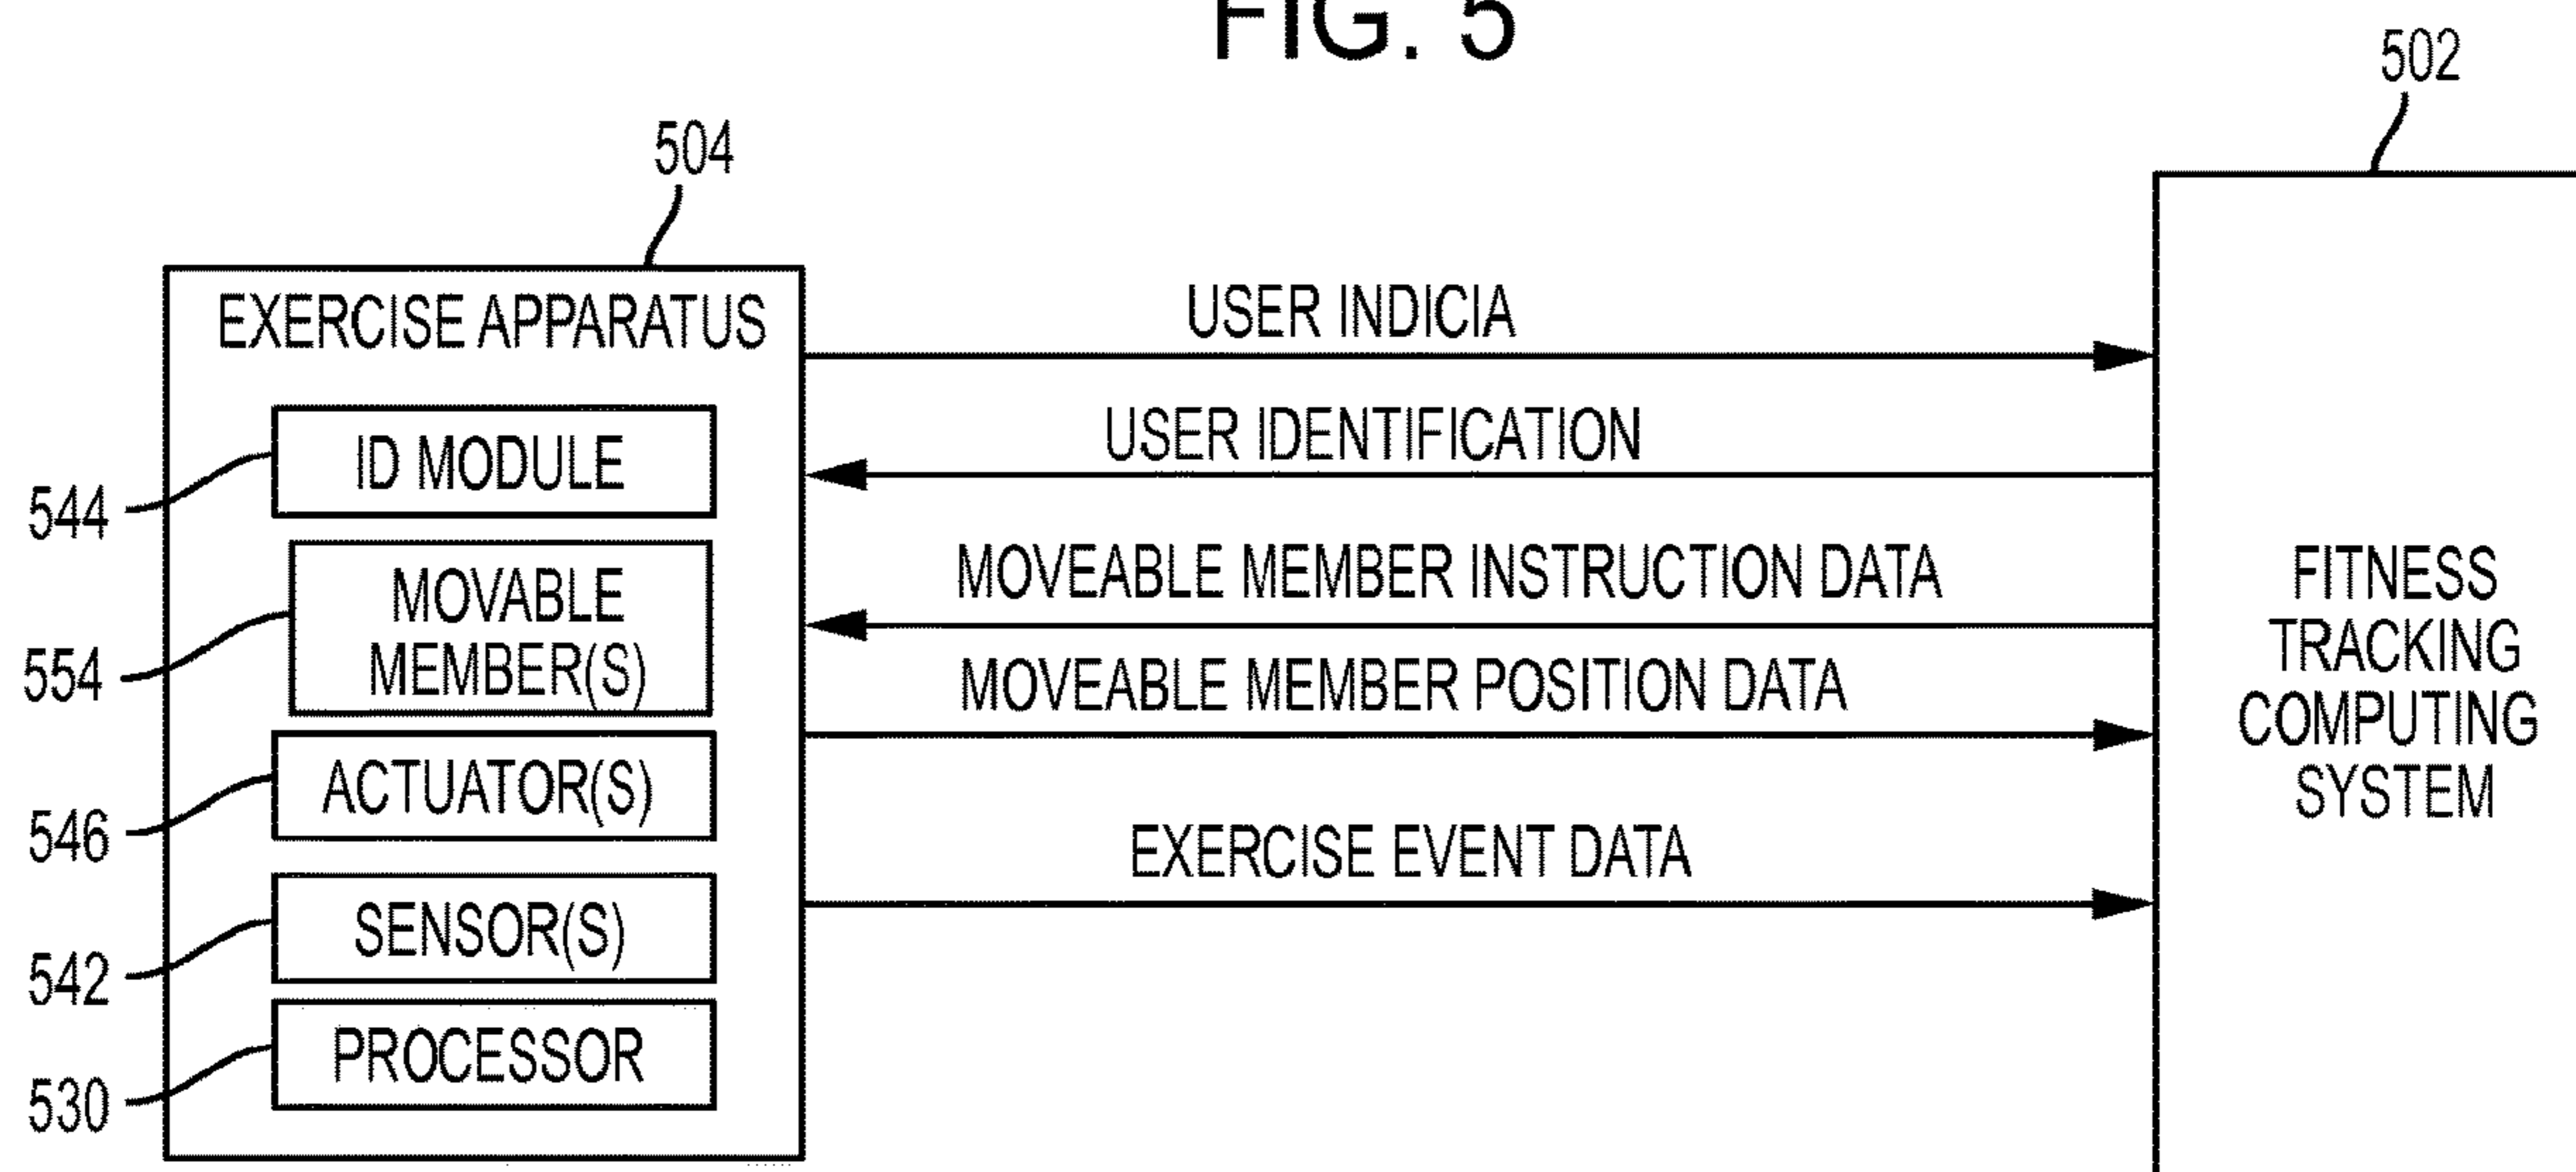 FIG. 5
502
504
EXERCISE APPARATUS
ID MODULE
544
MOVABLE
MEMBER(S)
554
ACTUATOR(S)
546
SENSOR(S)
542
PROCESSOR
530
USER INDICIA
USER IDENTIFICATION
MOVEABLE MEMBER INSTRUCTION DATA
MOVEABLE MEMBER POSITION DATA
EXERCISE EVENT DATA
FITNESS
TRACKING
COMPUTING
SYSTEM